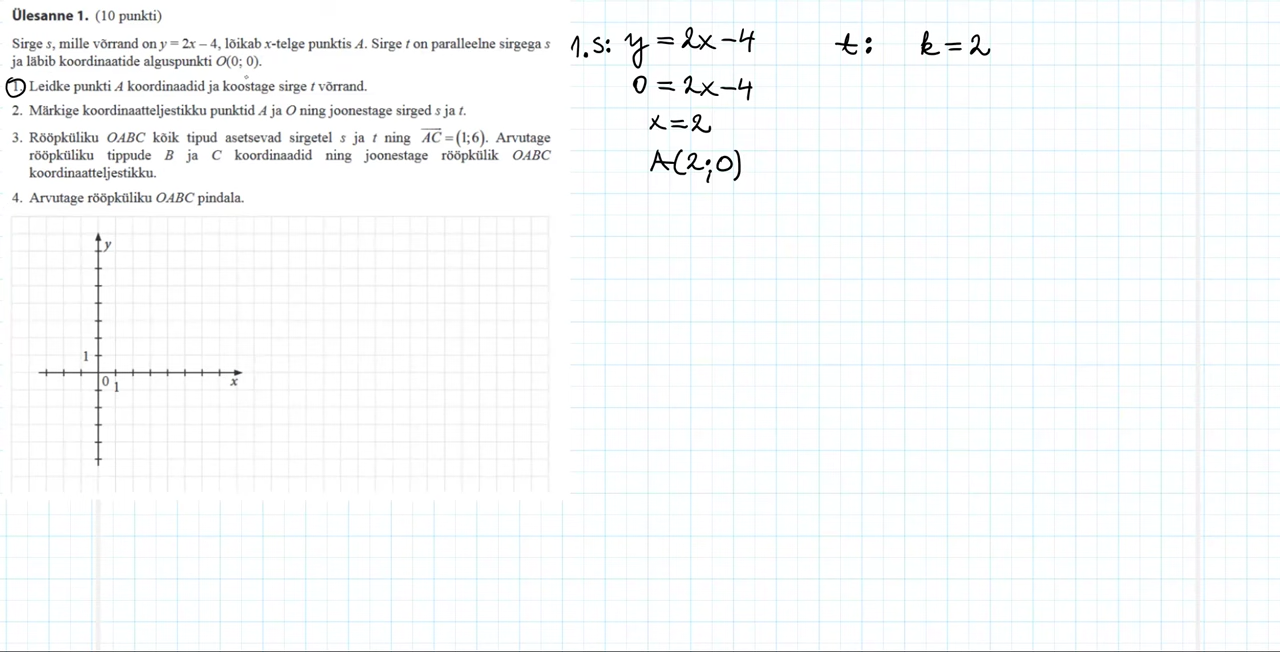 Ülesanne 1. (10 punkti)
Sirge s, mille võrrand on y = 2x – 4, lõikab x-telge punktis A. Sirge t on paralleelne sirgega s
ja läbib koordinaatide alguspunkti O(0; 0).
1. Leidke punkti A koordinaadid ja koostage sirge t võrrand.
2. Märkige koordinaatteljestikku punktid A ja O ning joonestage sirged s ja t.
3. Rööpküliku OABC kõik tipud asetsevad sirgetel s ja t ning AC = (1;6). Arvutage
rööpküliku tippude B ja C koordinaadid ning joonestage rööpkülik OABC
koordinaatteljestikku.
4. Arvutage rööpküliku OABC pindala.
y
1
0
1
x
1. s: y = 2x – 4
0 = 2x – 4
x = 2
A(2; 0)
t: k = 2